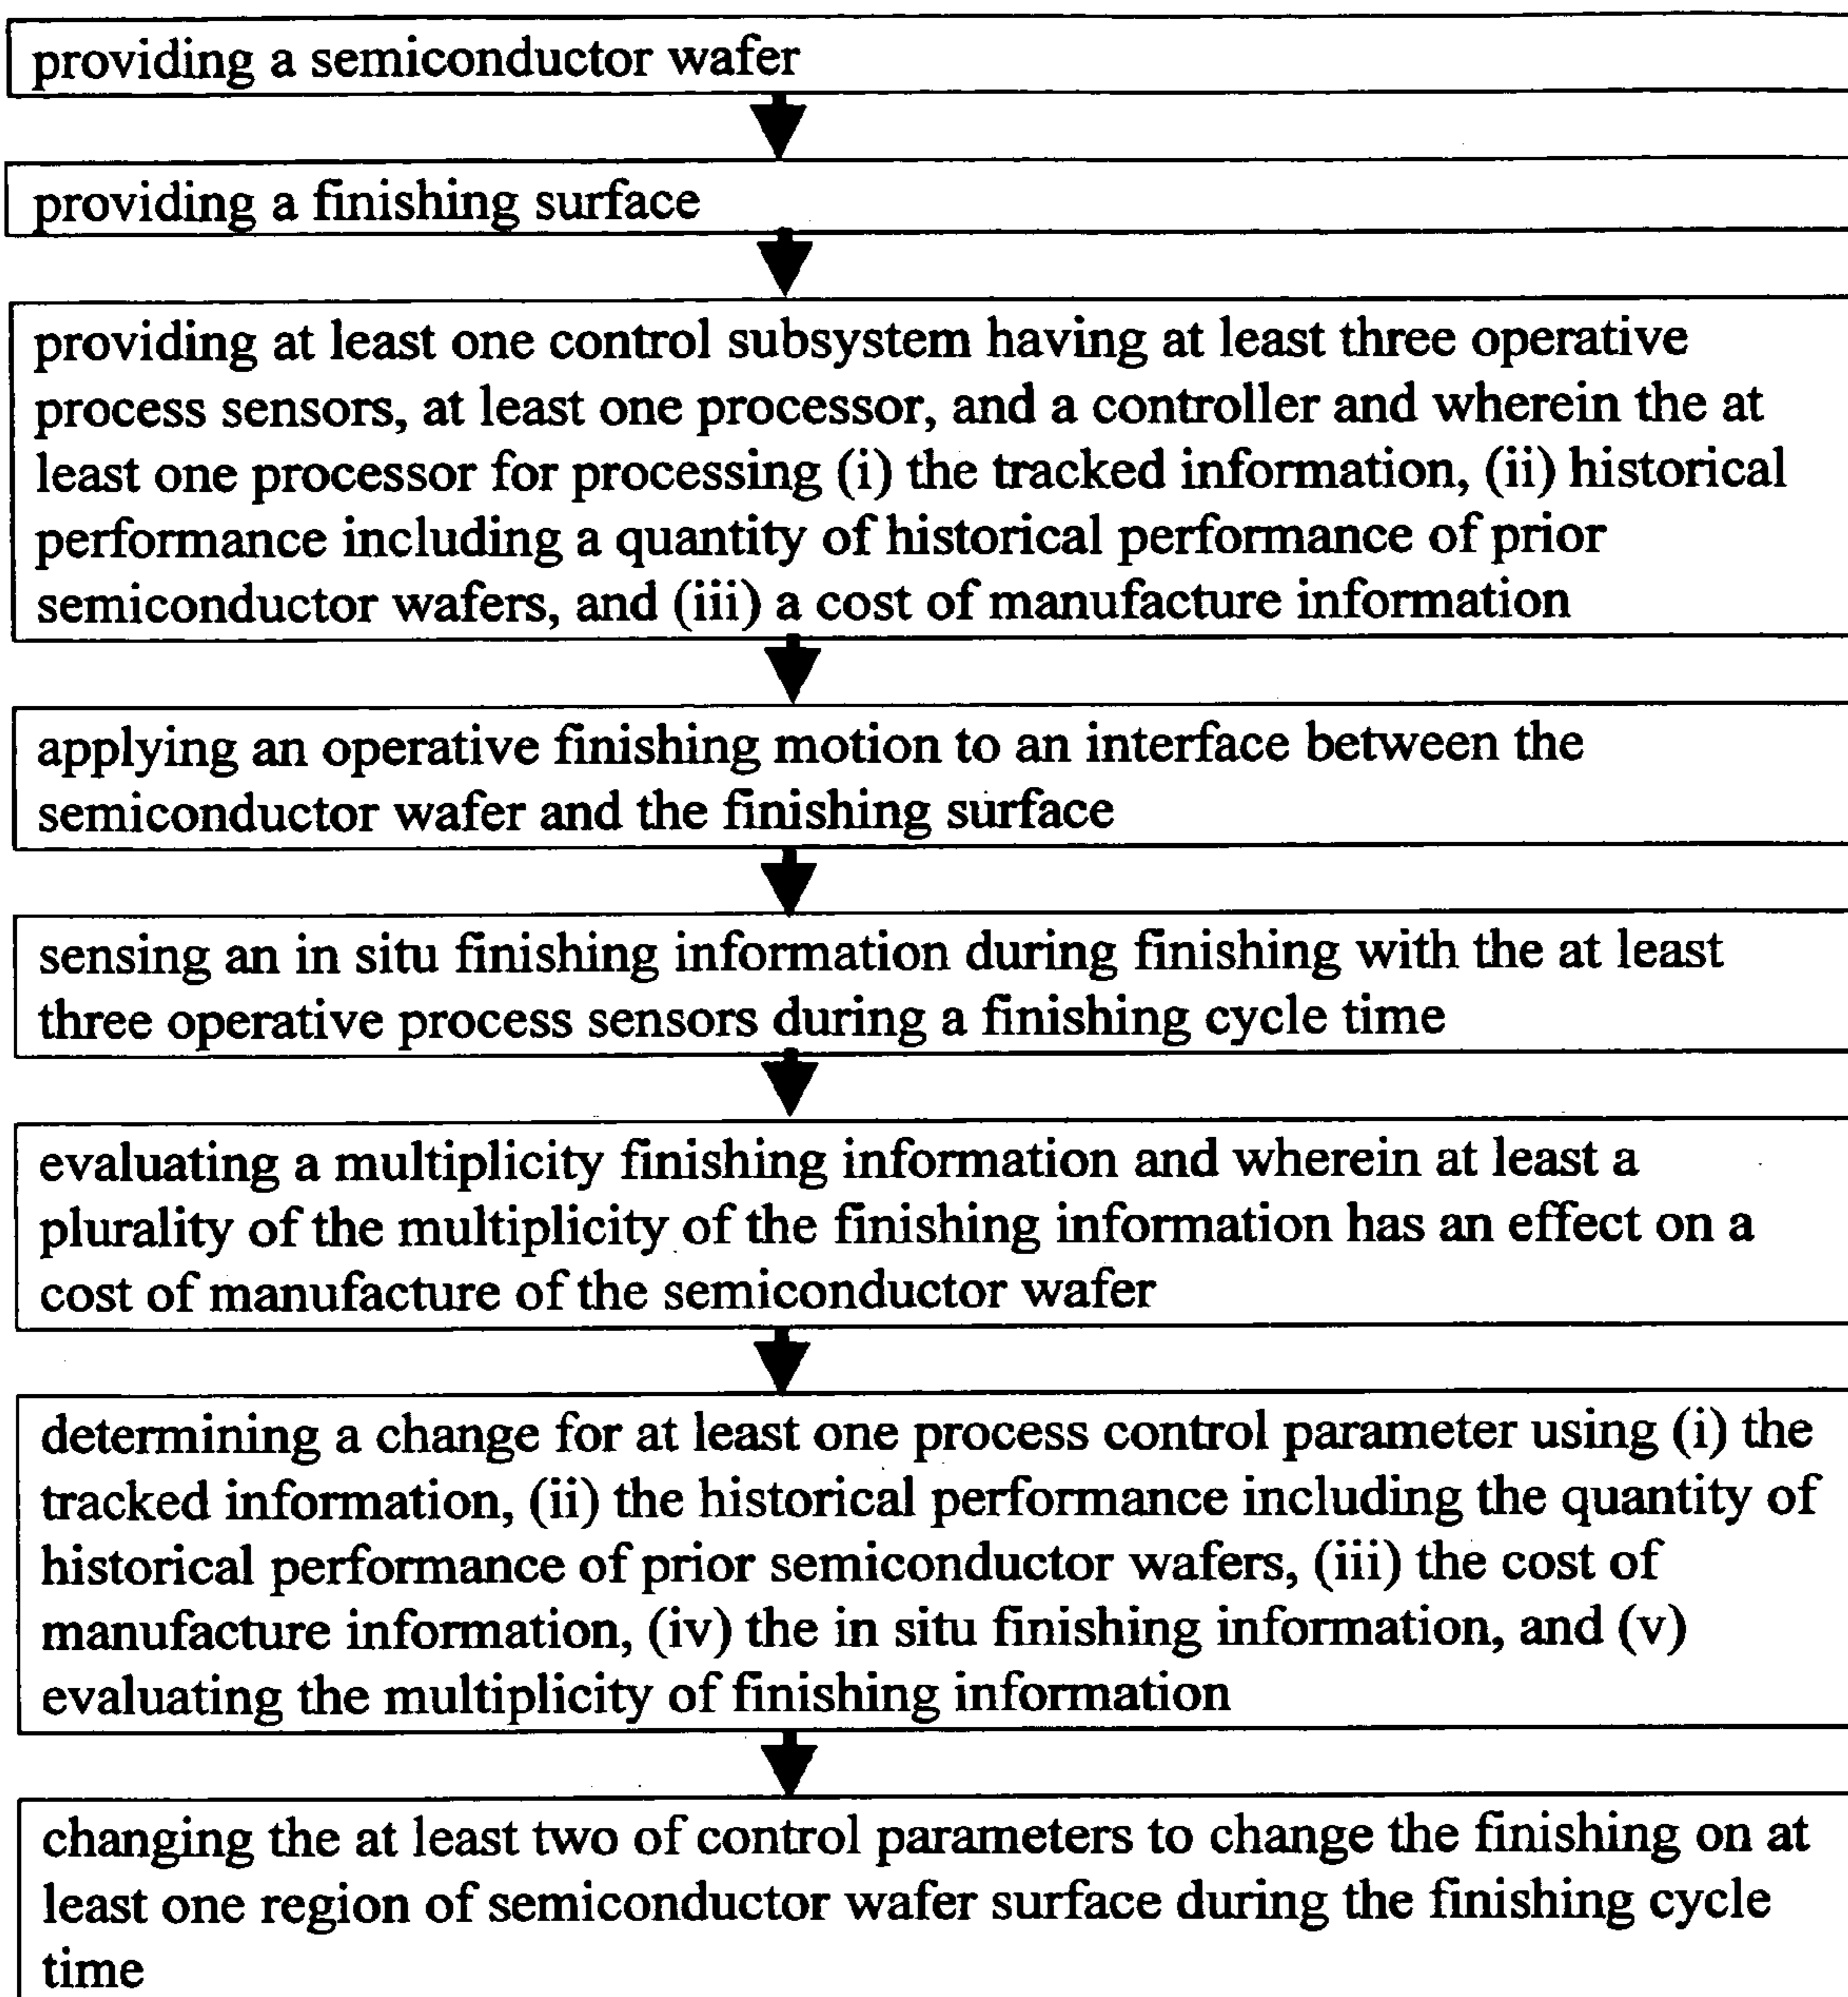 providing a semiconductor wafer
providing a finishing surface
providing at least one control subsystem having at least three operative
process sensors, at least one processor, and a controller and wherein the at
least one processor for processing (i) the tracked information, (ii) historical
performance including a quantity of historical performance of prior
semiconductor wafers, and (iii) a cost of manufacture information
applying an operative finishing motion to an interface between the
semiconductor wafer and the finishing surface
sensing an in situ finishing information during finishing with the at least
three operative process sensors during a finishing cycle time
evaluating a multiplicity finishing information and wherein at least a
plurality of the multiplicity of the finishing information has an effect on a
cost of manufacture of the semiconductor wafer
determining a change for at least one process control parameter using (i) the
tracked information, (ii) the historical performance including the quantity of
historical performance of prior semiconductor wafers, (iii) the cost of
manufacture information, (iv) the in situ finishing information, and (v)
evaluating the multiplicity of finishing information
changing the at least two of control parameters to change the finishing on at
least one region of semiconductor wafer surface during the finishing cycle
time